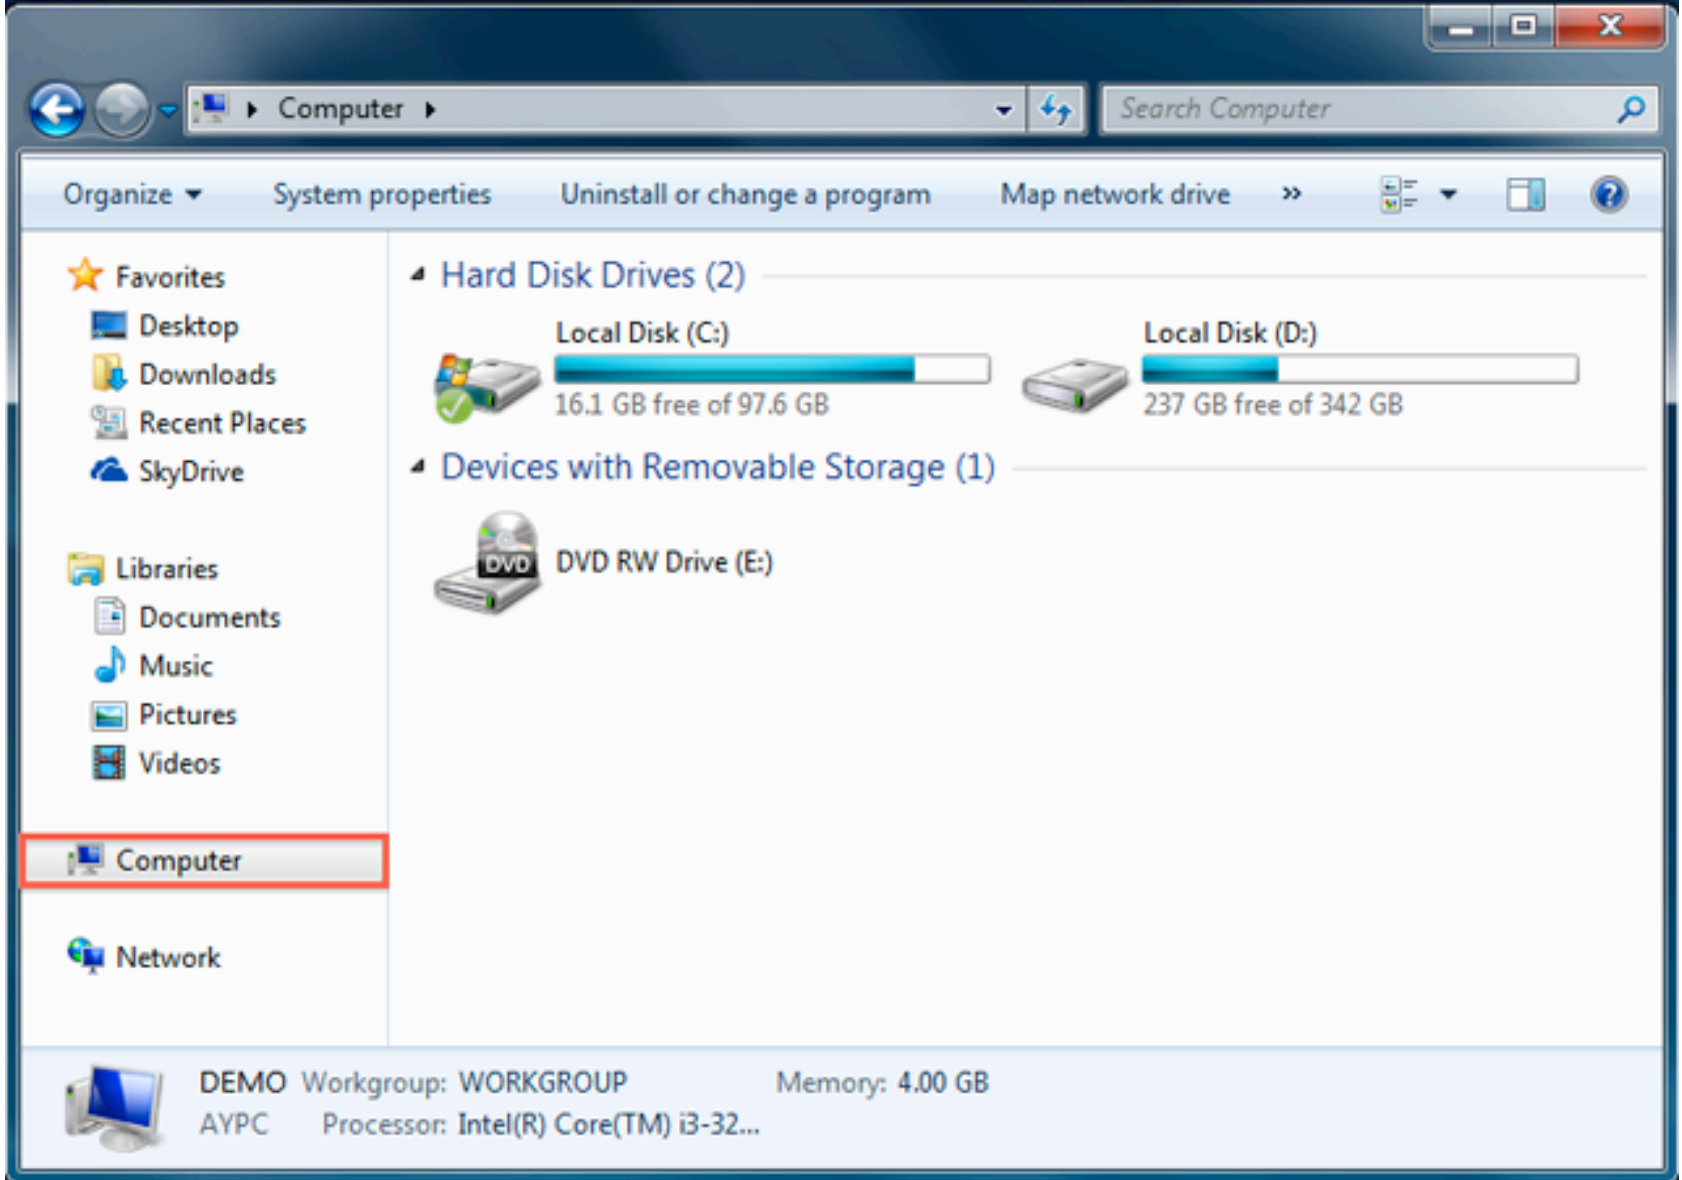 Computer
Search Computer
Organize
System properties
Uninstall or change a program
Map network drive
»
Favorites
Desktop
Downloads
Recent Places
SkyDrive
Libraries
Documents
Music
Pictures
Videos
Computer
Network
Hard Disk Drives (2)
Local Disk (C:)
16.1 GB free of 97.6 GB
Local Disk (D:)
237 GB free of 342 GB
Devices with Removable Storage (1)
DVD
DVD RW Drive (E:)
DEMO Workgroup: WORKGROUP Memory: 4.00 GB
AYPC Processor: Intel(R) Core(TM) i3-32...